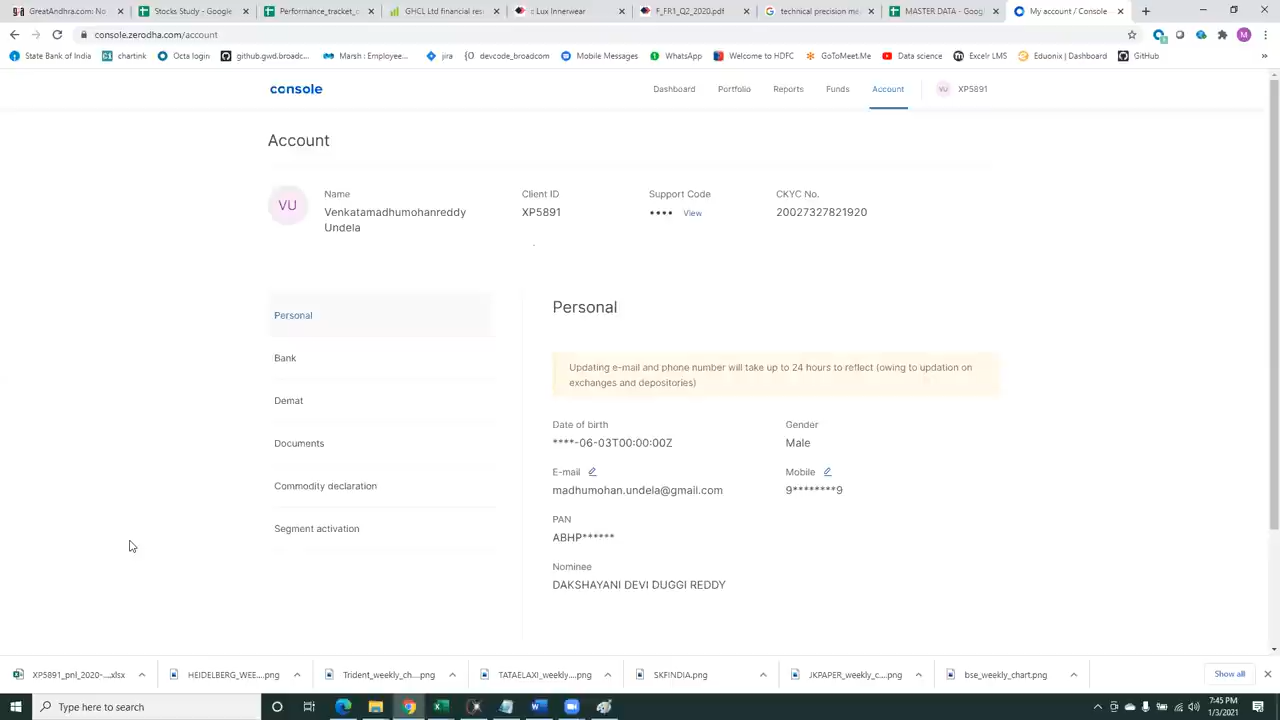 GreatAndhra.com: No
Stocks Study - Google
Performance_tracket_c
GHCL Ltd financial res
Lux Innerwear
F_FR1_Q2_2020.pdf
technical precision me
MASTER DATA - Googl
My account / Console
console.zerodha.com/account
M
State Bank of India
chartink
Octa login
github.gwd.broadc...
Marsh : Employee...
jira
devcode_broadcom
Mobile Messages
WhatsApp
Welcome to HDFC
GoToMeet.Me
Data science
Excelr LMS
Eduonix | Dashboard
GitHub
console
Dashboard
Portfolio
Reports
Funds
Account
VU
XP5891
Account
VU
Name
Venkatamadhumohanreddy
Undela
Client ID
XP5891
Support Code
•••• View
CKYC No.
20027327821920
Personal
Bank
Demat
Documents
Commodity declaration
Segment activation
Personal
Updating e-mail and phone number will take up to 24 hours to reflect (owing to updation on
exchanges and depositories)
Date of birth
****-06-03T00:00:00Z
Gender
Male
E-mail
madhumohan.undela@gmail.com
Mobile
9********9
PAN
ABHP******
Nominee
DAKSHAYANI DEVI DUGGI REDDY
XP5891_pnl_2020-....xlsx
HEIDELBERG_WEE....png
Trident_weekly_ch....png
TATAELAXI_weekly....png
SKFINDIA.png
JKPAPER_weekly_c....png
bse_weekly_chart.png
Show all
Type here to search
7:45 PM
1/3/2021